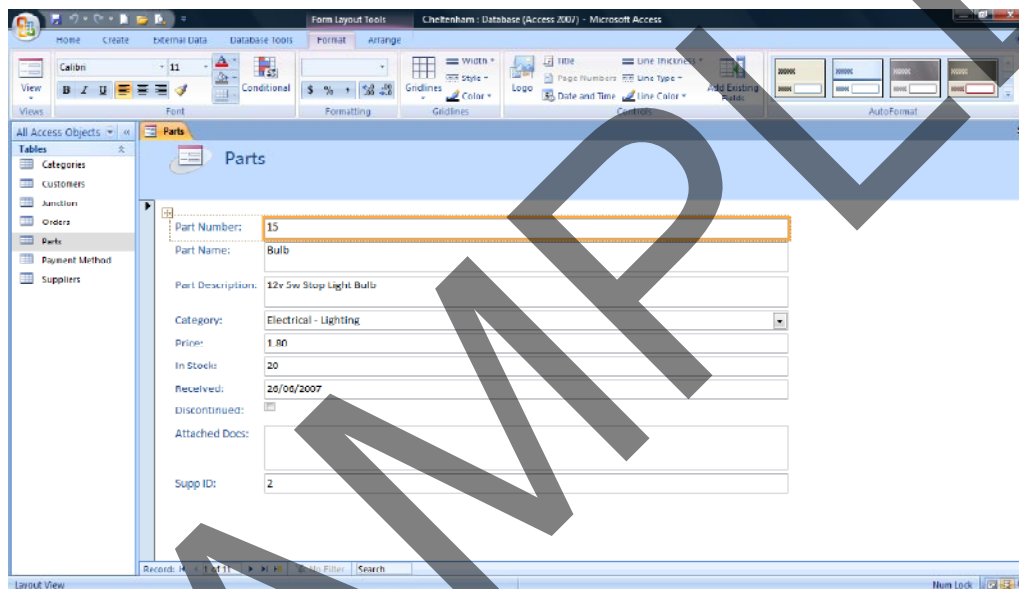 Form Layout Tools
Cheltenham : Database (Access 2007) - Microsoft Access
Home Create External Data Database Tools Format Arrange
Calibri 11
Width
Title
Line Thickness
Style
Page Numbers
Line Type
View
B I U
Conditional
$ % ,
Gridlines
Color
Logo
Date and Time
Line Color
Add Existing Fields
Views
Font
Formatting
Gridlines
Controls
AutoFormat
All Access Objects
Parts
Tables
Categories
Customers
Junction
Orders
Parts
Payment Method
Suppliers
Parts
Part Number: 15
Part Name: Bulb
Part Description: 12v 5w Stop Light Bulb
Category: Electrical - Lighting
Price: 1.80
In Stock: 20
Received: 26/06/2007
Discontinued:
Attached Docs:
Supp ID: 2
Record: 1 of 11 No Filter Search
Layout View
Num Lock